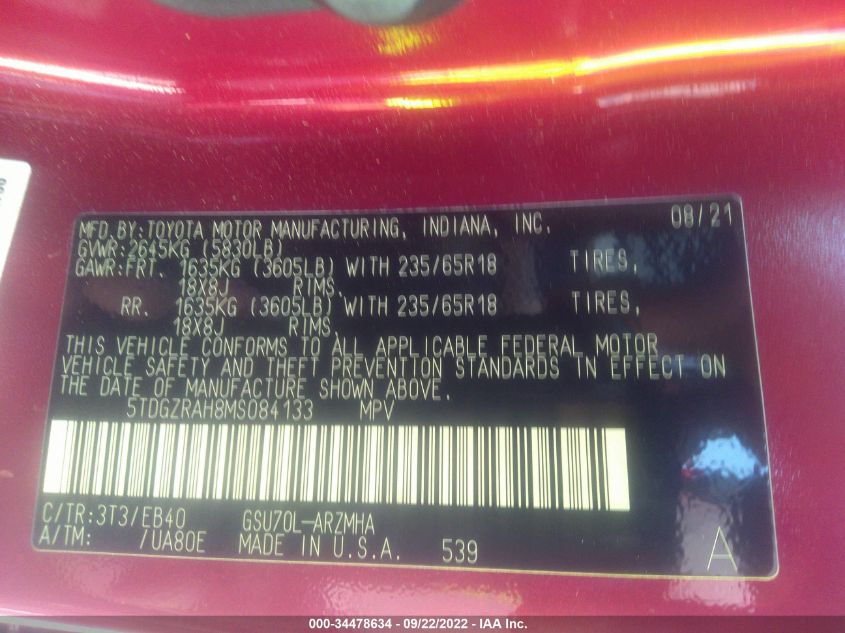 MFD.BY:TOYOTA MOTOR MANUFACTURING, INDIANA, INC. 08/21
GVWR:2645KG (5830LB)
GAWR:FRT. 1635KG (3605LB) WITH 235/65R18 TIRES,
18X8J RIMS,
RR. 1635KG (3605LB) WITH 235/65R18 TIRES,
18X8J RIMS.
THIS VEHICLE CONFORMS TO ALL APPLICABLE FEDERAL MOTOR
VEHICLE SAFETY AND THEFT PREVENTION STANDARDS IN EFFECT ON
THE DATE OF MANUFACTURE SHOWN ABOVE.
5TDGZRAH8MS084133 MPV
C/TR:3T3/EB40 GSU70L-ARZMHA
A/TM: /UA80E MADE IN U.S.A. 539 A
000-34478634 - 09/22/2022 - IAA Inc.